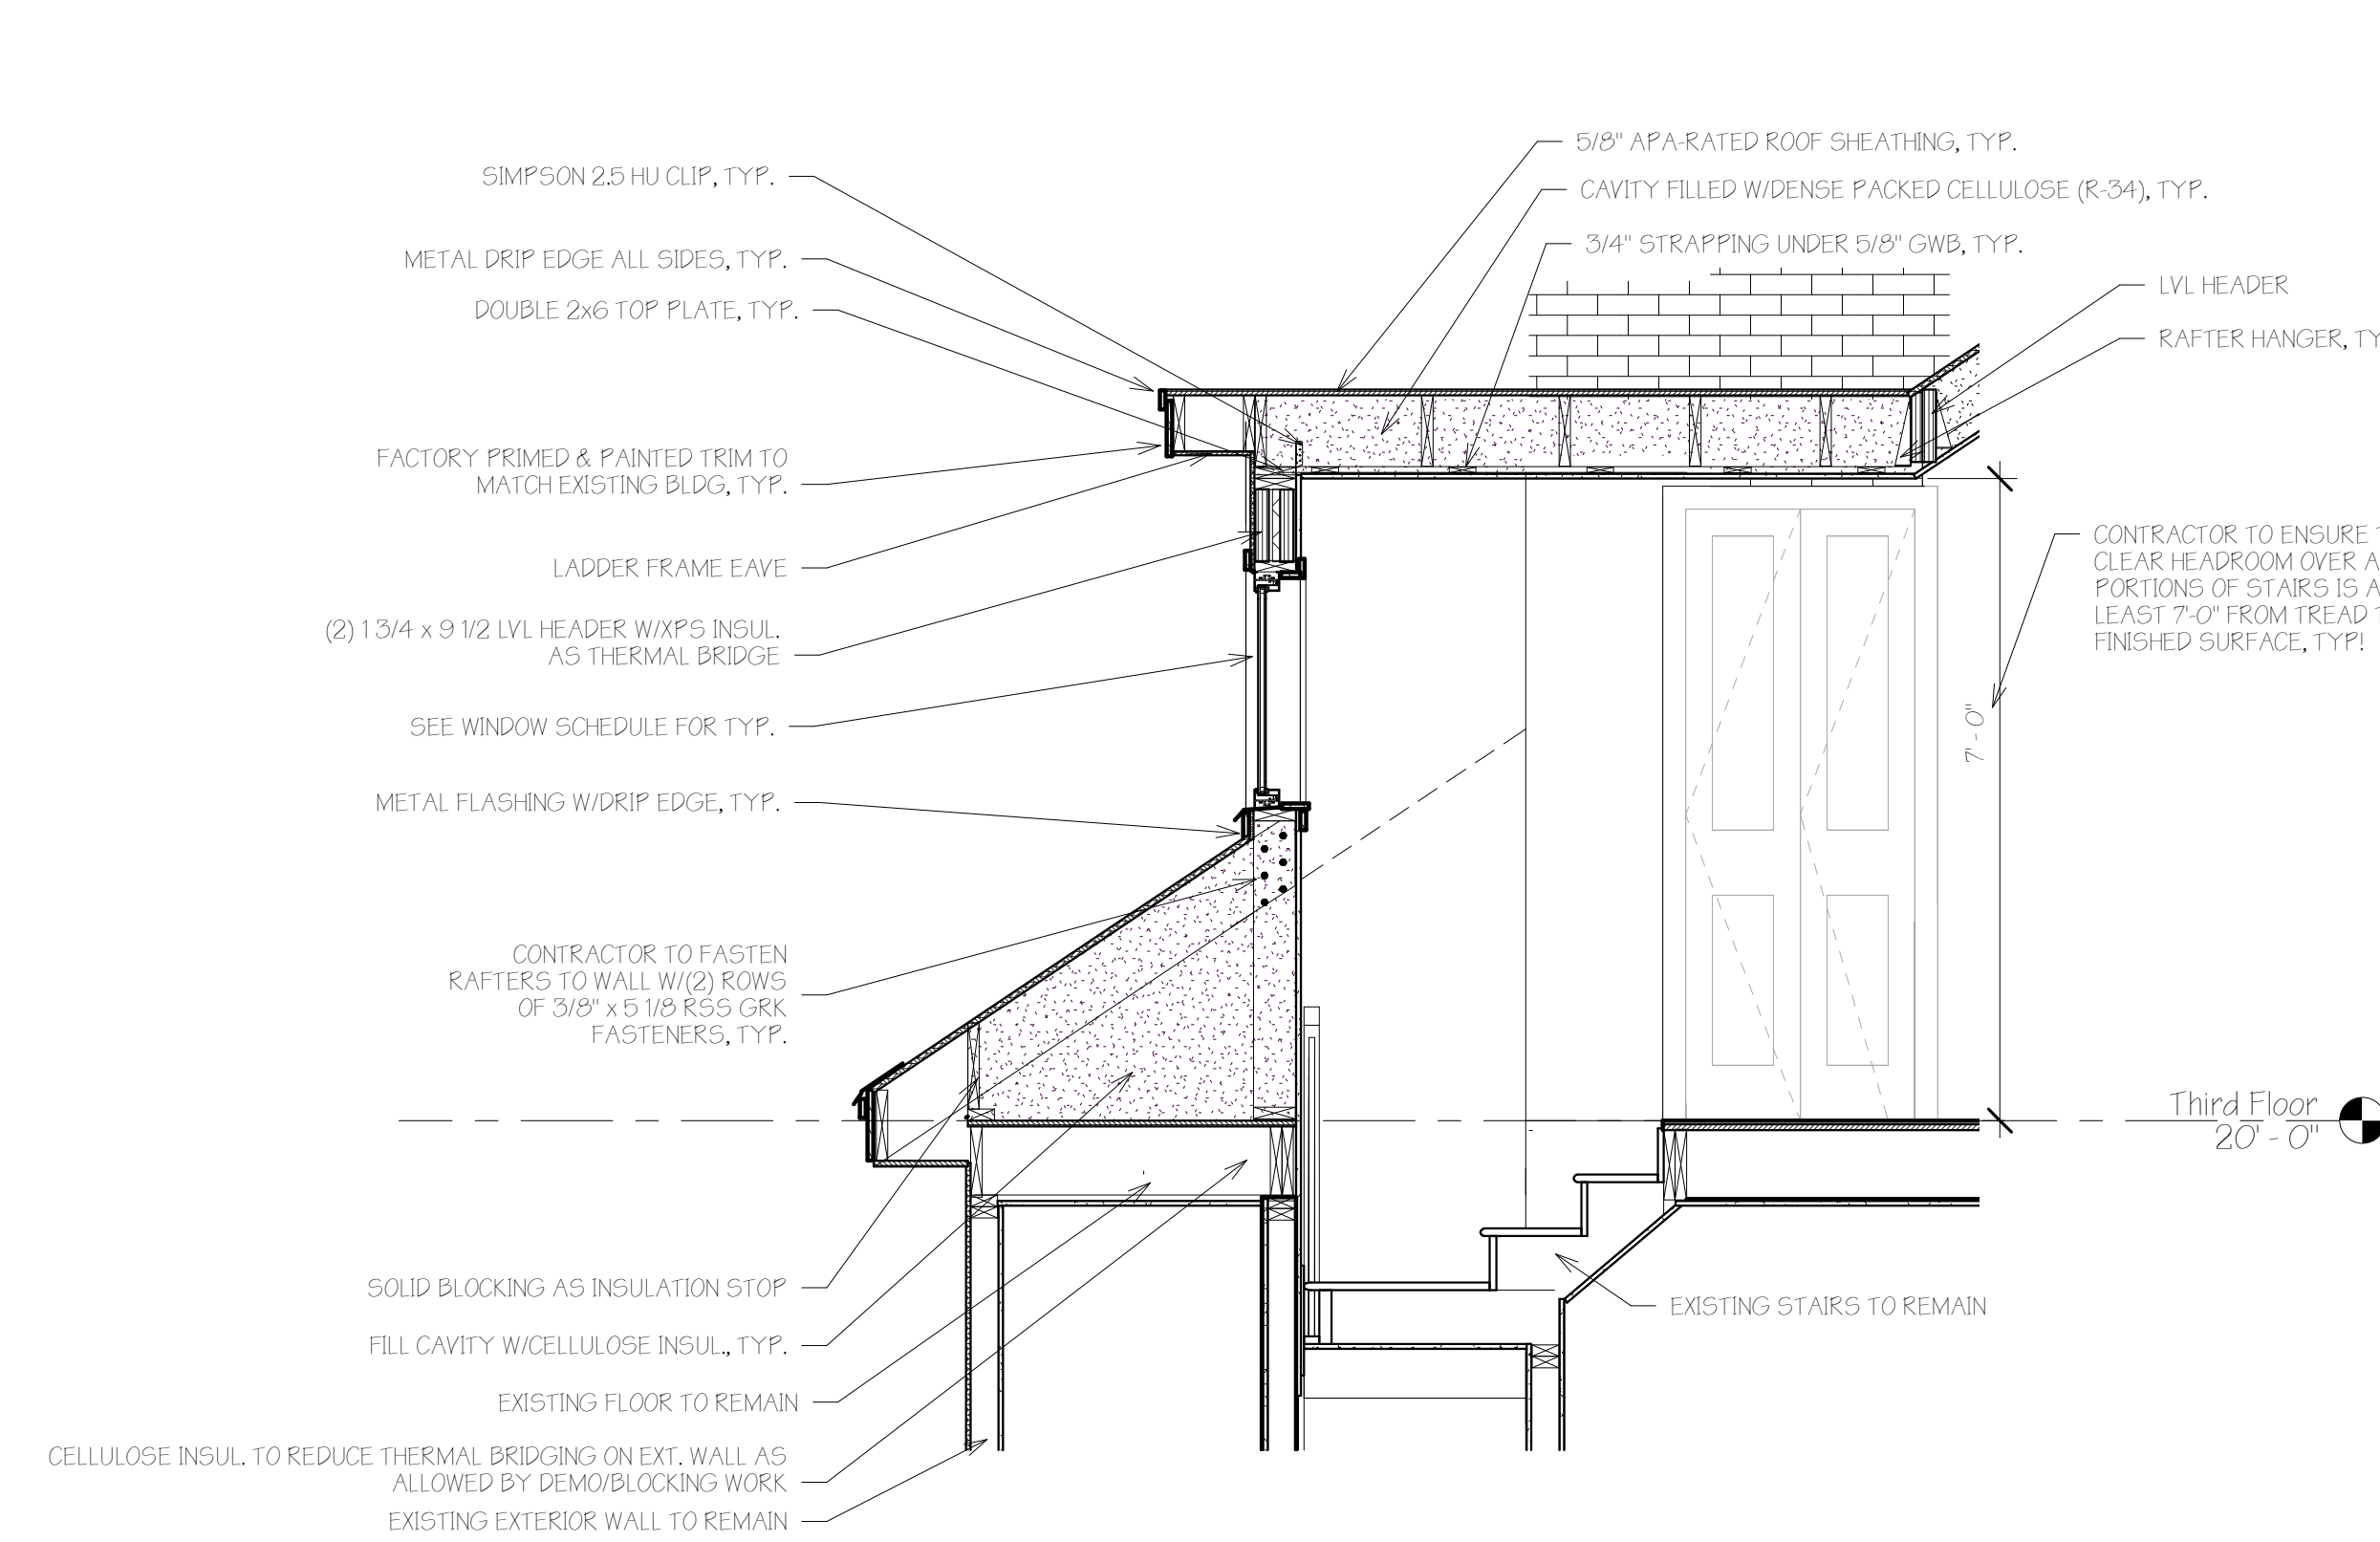 SIMPSON 2.5 HU CLIP, TYP.
METAL DRIP EDGE ALL SIDES, TYP.
DOUBLE 2x6 TOP PLATE, TYP.
FACTORY PRIMED & PAINTED TRIM TO
MATCH EXISTING BLDG, TYP.
LADDER FRAME EAVE
(2) 1 3/4 x 9 1/2 LVL HEADER W/XPS INSUL.
AS THERMAL BRIDGE
SEE WINDOW SCHEDULE FOR TYP.
METAL FLASHING W/DRIP EDGE, TYP.
CONTRACTOR TO FASTEN
RAFTERS TO WALL W/(2) ROWS
OF 3/8" x 5 1/8 RSS GRK
FASTENERS, TYP.
SOLID BLOCKING AS INSULATION STOP
FILL CAVITY W/CELLULOSE INSUL., TYP.
EXISTING FLOOR TO REMAIN
CELLULOSE INSUL. TO REDUCE THERMAL BRIDGING ON EXT. WALL AS
ALLOWED BY DEMO/BLOCKING WORK
EXISTING EXTERIOR WALL TO REMAIN
5/8" APA-RATED ROOF SHEATHING, TYP.
CAVITY FILLED W/DENSE PACKED CELLULOSE (R-34), TYP.
3/4" STRAPPING UNDER 5/8" GWB, TYP.
LVL HEADER
RAFTER HANGER, TY
CONTRACTOR TO ENSURE
CLEAR HEADROOM OVER A
PORTIONS OF STAIRS IS A
LEAST 7'-0" FROM TREAD T
FINISHED SURFACE, TYP!
7' - 0"
Third Floor
20' - 0"
EXISTING STAIRS TO REMAIN